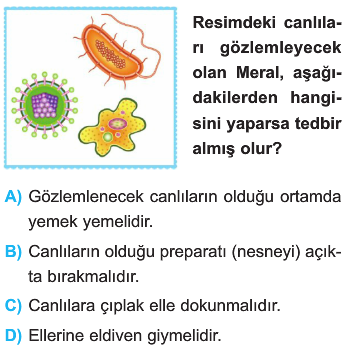 Resimdeki canlıla-
rı gözlemleyecek
olan Meral, aşağı-
dakilerden hangi-
sini yaparsa tedbir
almış olur?
A) Gözlemlenecek canlıların olduğu ortamda
yemek yemelidir.
B) Canlıların olduğu preparatı (nesneyi) açık-
ta bırakmalıdır.
C) Canlılara çıplak elle dokunmalıdır.
D) Ellerine eldiven giymelidir.